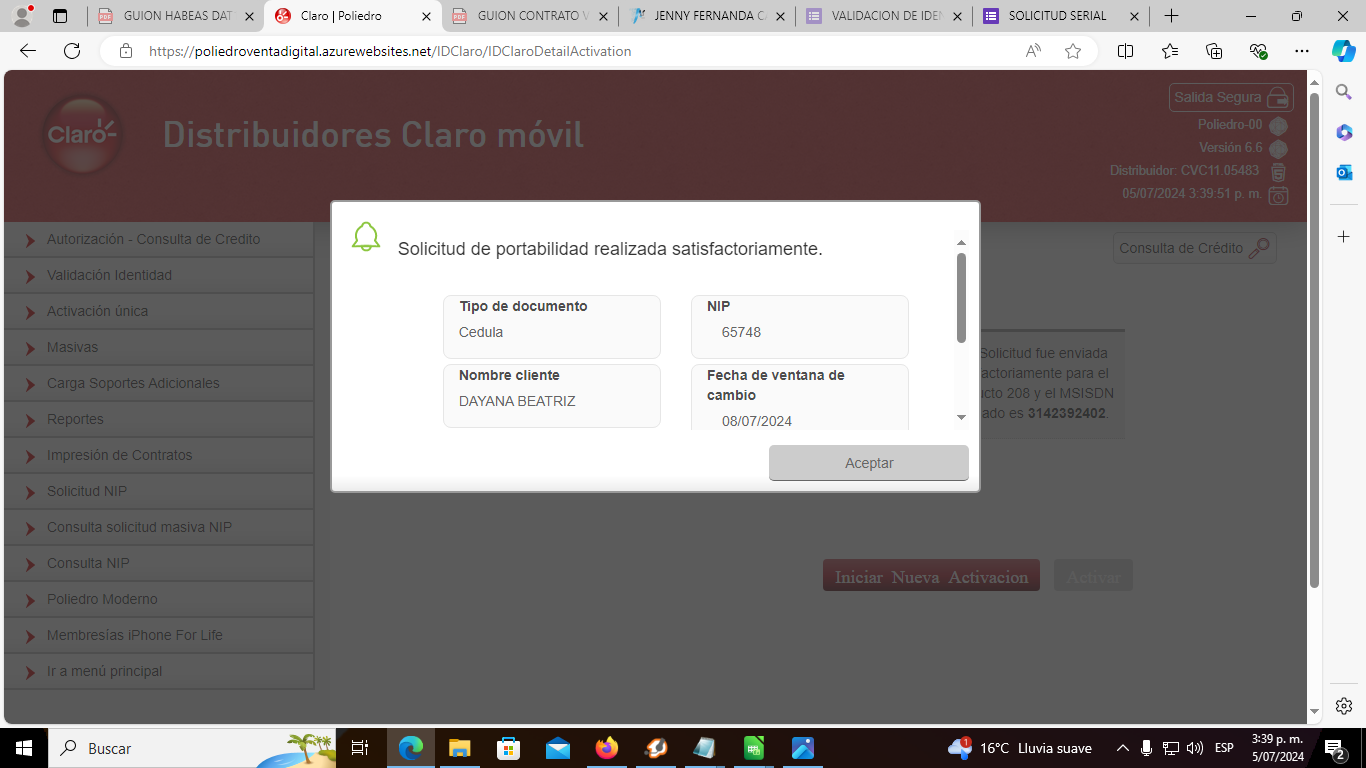 GUION HABEAS DAT
Claro | Poliedro
GUION CONTRATO V
JENNY FERNANDA C
VALIDACION DE IDEN
SOLICITUD SERIAL
https://poliedroventadigital.azurewebsites.net/IDClaro/IDClaroDetailActivation
Claro
Distribuidores Claro móvil
Salida Segura
Poliedro-00
Versión 6.6
Distribuidor: CVC11.05483
05/07/2024 3:39:51 p. m.
Autorización - Consulta de Credito
Validación Identidad
Activación única
Masivas
Carga Soportes Adicionales
Reportes
Impresión de Contratos
Solicitud NIP
Consulta solicitud masiva NIP
Consulta NIP
Poliedro Moderno
Membresías iPhone For Life
Ir a menú principal
Consulta de Crédito
Solicitud de portabilidad realizada satisfactoriamente.
Tipo de documento
Cedula
NIP
65748
Nombre cliente
DAYANA BEATRIZ
Fecha de ventana de
cambio
08/07/2024
Aceptar
Solicitud fue enviada
actoriamente para el
ucto 208 y el MSISDN
ado es 3142392402.
Iniciar Nueva Activacion
Activar
Buscar
16°C Lluvia suave
ESP
3:39 p. m.
5/07/2024
1
2